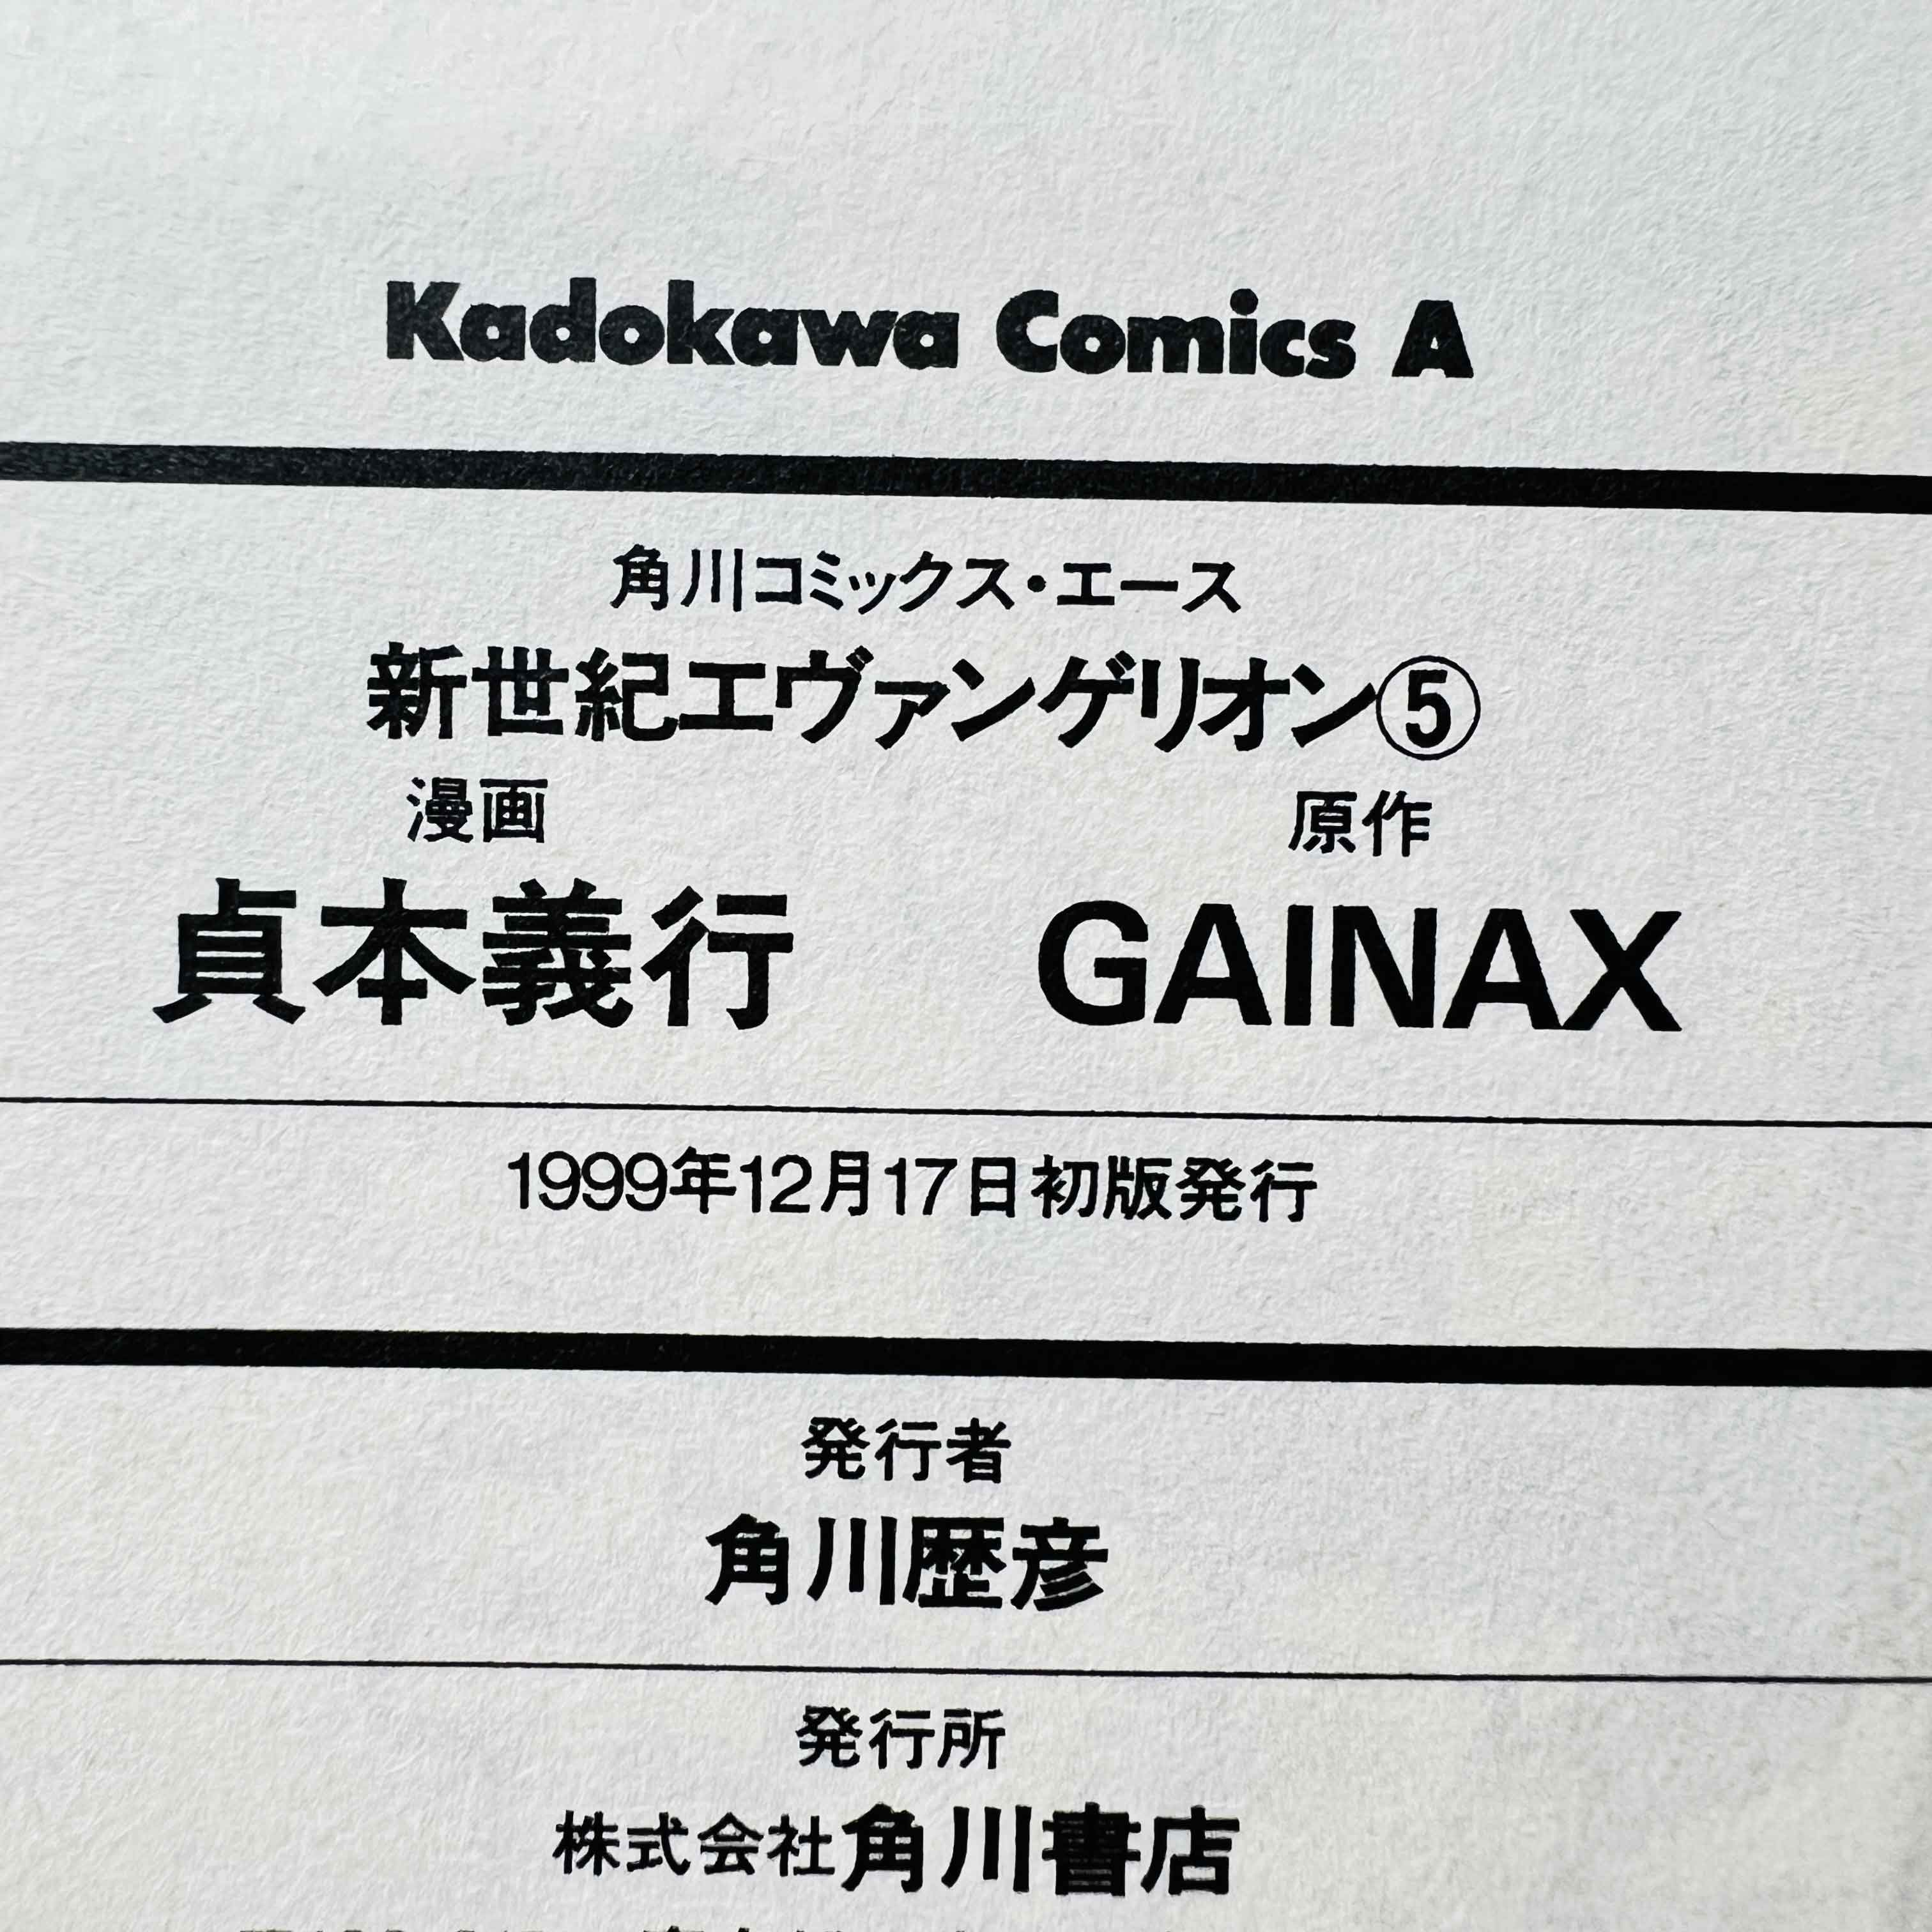 Kadokawa Comics A
角川コミックス・エース
新世紀エヴァンゲリオン⑤
漫画 原作
貞本義行 GAINAX
1999年12月17日初版発行
発行者
角川歴彦
発行所
株式会社角川書店